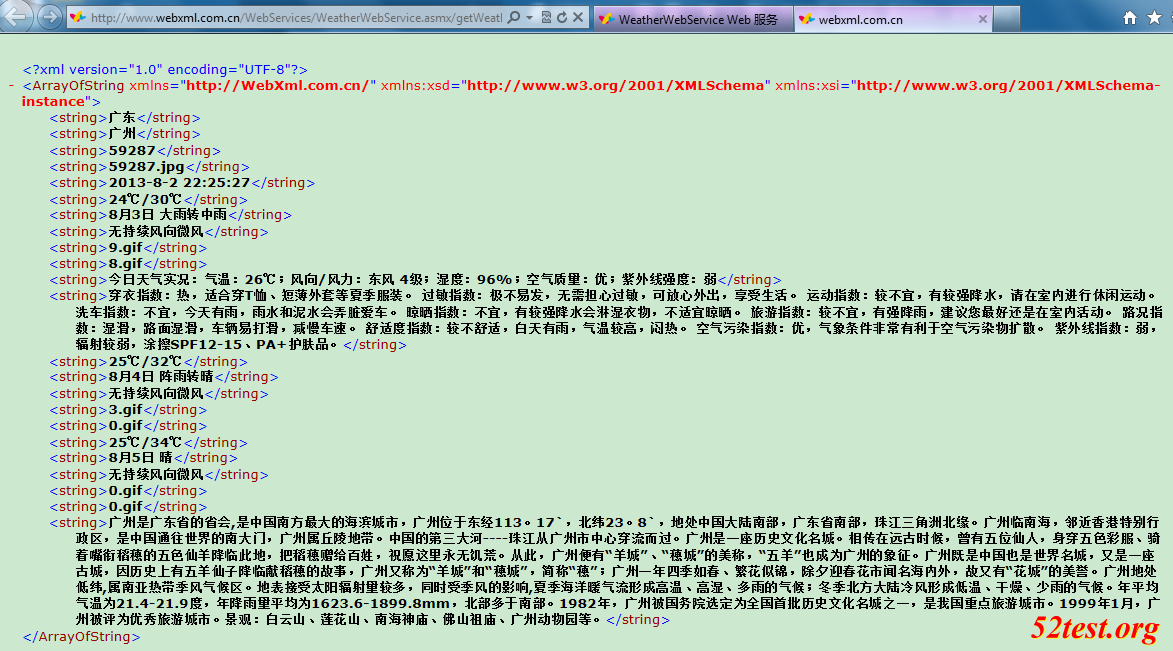 http://www.webxml.com.cn/WebServices/WeatherWebService.asmx/getWeatl
WeatherWebService Web 服务
webxml.com.cn
<?xml version="1.0" encoding="UTF-8"?>
- <ArrayOfString xmlns="http://WebXml.com.cn/" xmlns:xsd="http://www.w3.org/2001/XMLSchema" xmlns:xsi="http://www.w3.org/2001/XMLSchema-
instance">
<string>广东</string>
<string>广州</string>
<string>59287</string>
<string>59287.jpg</string>
<string>2013-8-2 22:25:27</string>
<string>24℃/30℃</string>
<string>8月3日 大雨转中雨</string>
<string>无持续风向微风</string>
<string>9.gif</string>
<string>8.gif</string>
<string>今日天气实况：气温：26℃；风向/风力：东风 4级；湿度：96%；空气质量：优；紫外线强度：弱</string>
<string>穿衣指数：热，适合穿T恤、短薄外套等夏季服装。 过敏指数：极不易发，无需担心过敏，可放心外出，享受生活。 运动指数：较不宜，有较强降水，请在室内进行休闲运动。
洗车指数：不宜，今天有雨，雨水和泥水会弄脏爱车。 晾晒指数：不宜，有较强降水会淋湿衣物，不适宜晾晒。 旅游指数：较不宜，有强降雨，建议您最好还是在室内活动。 路况指
数：湿滑，路面湿滑，车辆易打滑，减慢车速。 舒适度指数：较不舒适，白天有雨，气温较高，闷热。 空气污染指数：优，气象条件非常有利于空气污染物扩散。 紫外线指数：弱，
辐射较弱，涂擦SPF12-15、PA+护肤品。</string>
<string>25℃/32℃</string>
<string>8月4日 阵雨转晴</string>
<string>无持续风向微风</string>
<string>3.gif</string>
<string>0.gif</string>
<string>25℃/34℃</string>
<string>8月5日 晴</string>
<string>无持续风向微风</string>
<string>0.gif</string>
<string>0.gif</string>
<string>广州是广东省的省会,是中国南方最大的海滨城市，广州位于东经113。17`，北纬23。8`，地处中国大陆南部，广东省南部，珠江三角洲北缘。广州临南海，邻近香港特别行
政区，是中国通往世界的南大门，广州属丘陵地带。中国的第三大河----珠江从广州市中心穿流而过。广州是一座历史文化名城。相传在远古时候，曾有五位仙人，身穿五色彩服、骑
着嘴衔稻穗的五色仙羊降临此地，把稻穗赠给百姓，祝愿这里永无饥荒。从此，广州便有“羊城”、“穗城”的美称，“五羊”也成为广州的象征。广州既是中国也是世界名城，又是一座
古城，因历史上有五羊仙子降临献稻穗的故事，广州又称为“羊城”和“穗城”，简称“穗”；广州一年四季如春、繁花似锦，除夕迎春花市闻名海内外，故又有“花城”的美誉。广州地处
低纬,属南亚热带季风气候区。地表接受太阳辐射量较多，同时受季风的影响,夏季海洋暖气流形成高温、高湿、多雨的气候；冬季北方大陆冷风形成低温、干燥、少雨的气候。年平均
气温为21.4-21.9度，年降雨量平均为1623.6-1899.8mm，北部多于南部。1982年，广州被国务院选定为全国首批历史文化名城之一，是我国重点旅游城市。1999年1月，广
州被评为优秀旅游城市。景观：白云山、莲花山、南海神庙、佛山祖庙、广州动物园等。</string>
</ArrayOfString>
52test.org